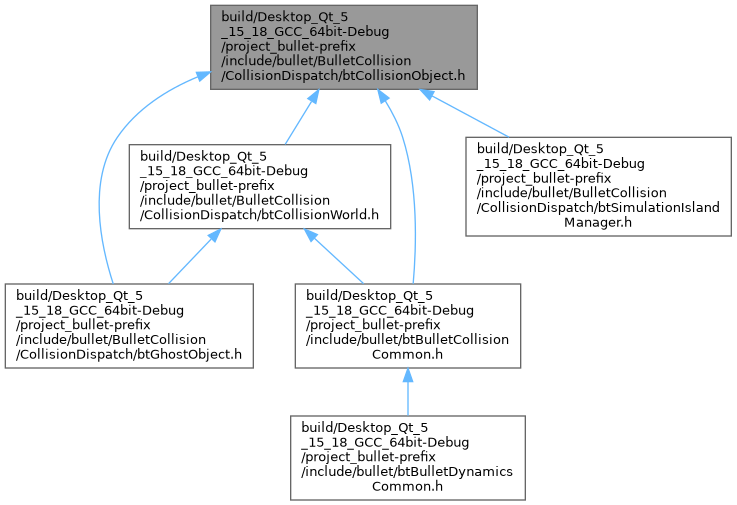 build/Desktop_Qt_5
_15_18_GCC_64bit-Debug
/project_bullet-prefix
/include/bullet/BulletCollision
/CollisionDispatch/btCollisionObject.h
build/Desktop_Qt_5
_15_18_GCC_64bit-Debug
/project_bullet-prefix
/include/bullet/BulletCollision
/CollisionDispatch/btCollisionWorld.h
build/Desktop_Qt_5
_15_18_GCC_64bit-Debug
/project_bullet-prefix
/include/bullet/BulletCollision
/CollisionDispatch/btSimulationIsland
Manager.h
build/Desktop_Qt_5
_15_18_GCC_64bit-Debug
/project_bullet-prefix
/include/bullet/BulletCollision
/CollisionDispatch/btGhostObject.h
build/Desktop_Qt_5
_15_18_GCC_64bit-Debug
/project_bullet-prefix
/include/bullet/btBulletCollision
Common.h
build/Desktop_Qt_5
_15_18_GCC_64bit-Debug
/project_bullet-prefix
/include/bullet/btBulletDynamics
Common.h